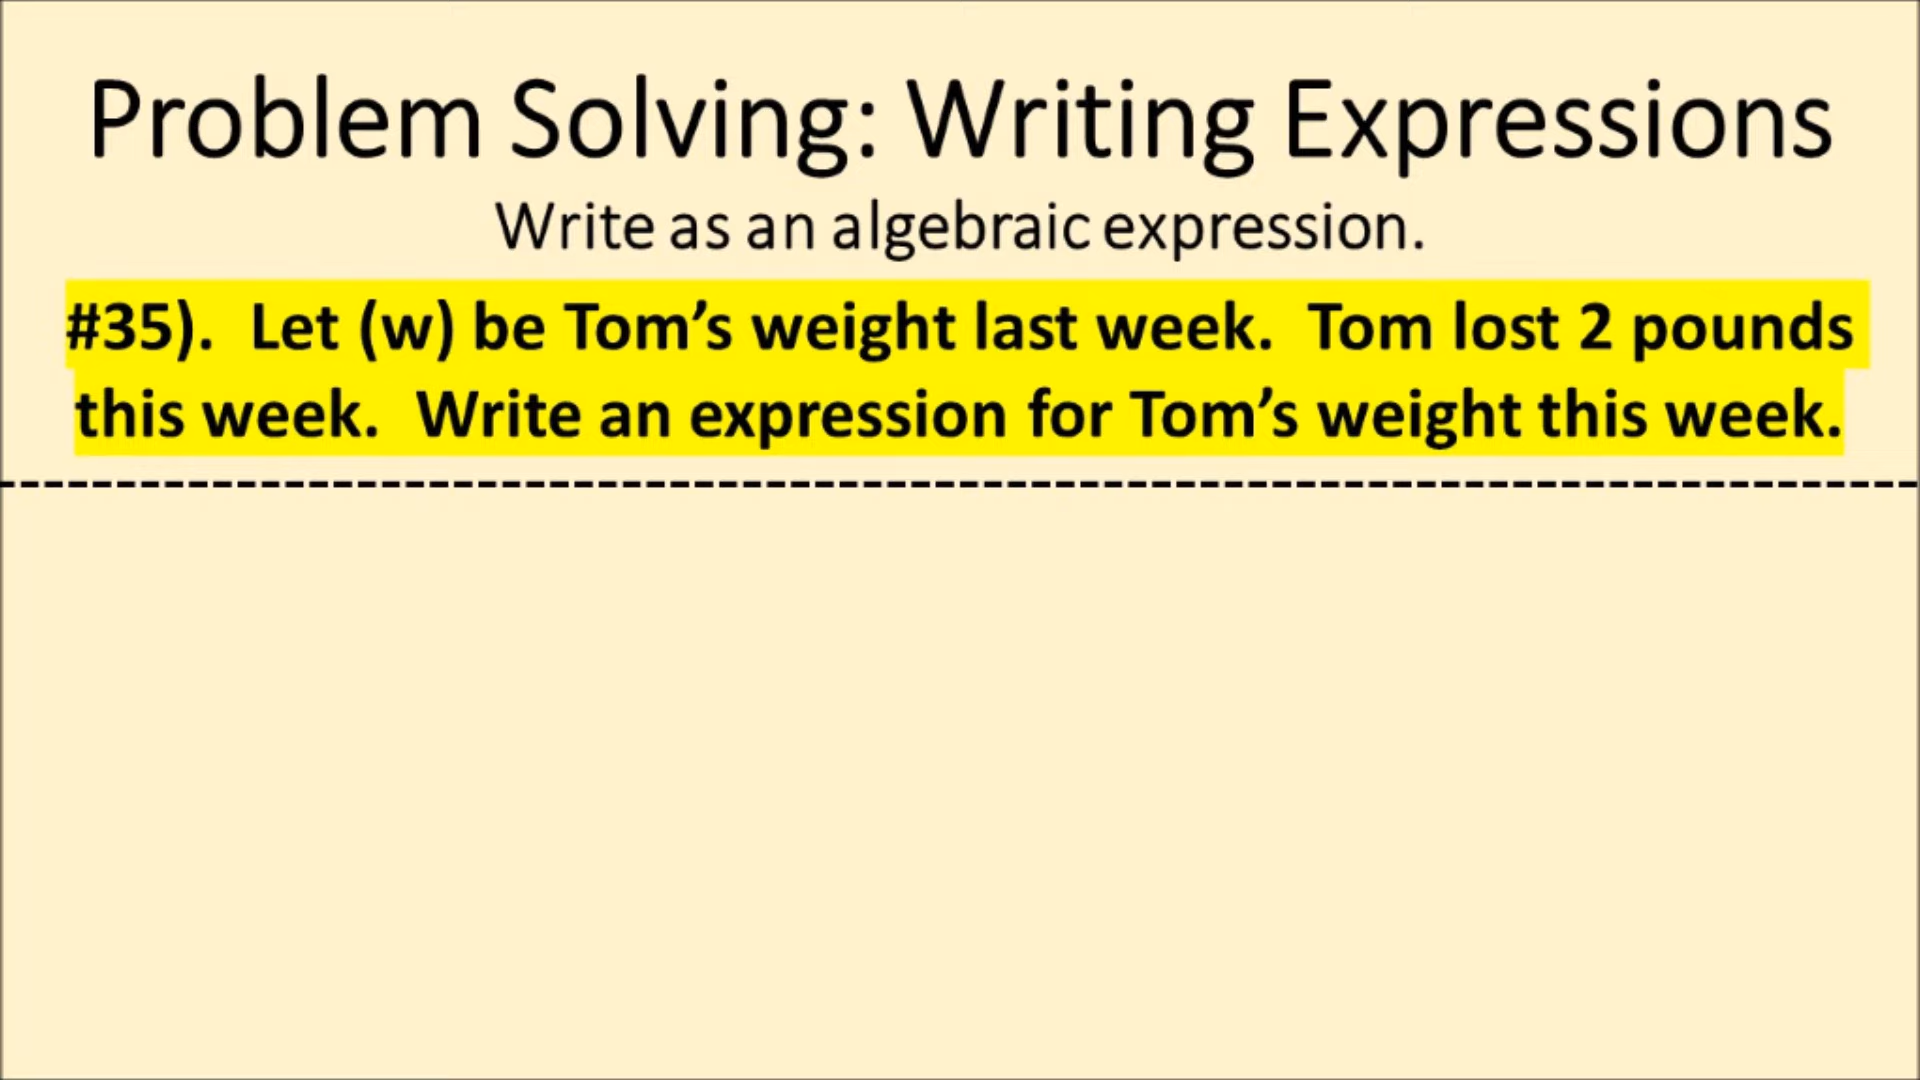 Problem Solving: Writing Expressions
Write as an algebraic expression.
#35).  Let (w) be Tom’s weight last week.  Tom lost 2 pounds
this week.  Write an expression for Tom’s weight this week.